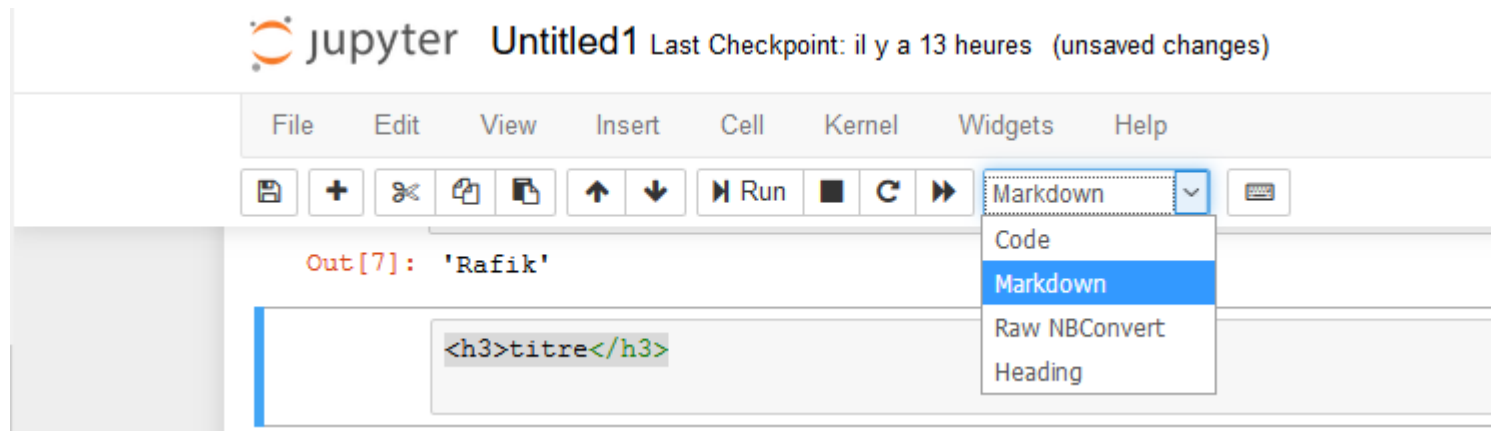 jupyter Untitled1 Last Checkpoint: il y a 13 heures (unsaved changes)
File Edit View Insert Cell Kernel Widgets Help
Run Markdown
Code
Out[7]: 'Rafik'
Markdown
Raw NBConvert
<h3>titre</h3>
Heading